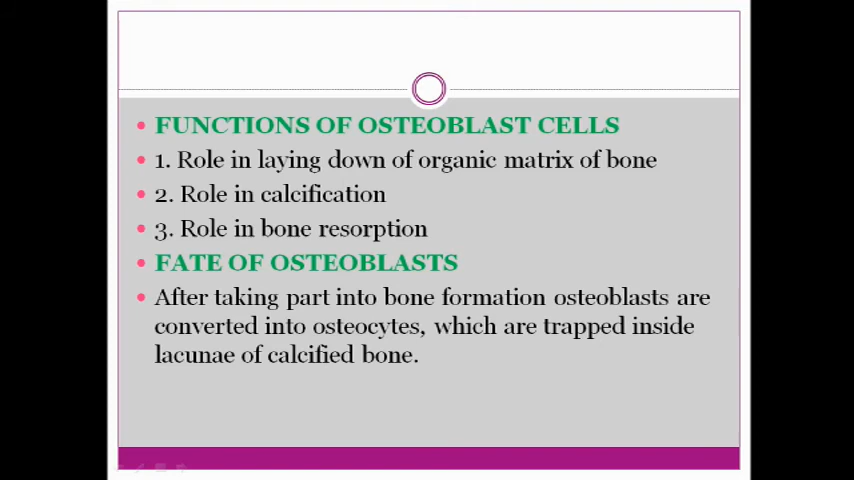 • FUNCTIONS OF OSTEOBLAST CELLS
• 1. Role in laying down of organic matrix of bone
• 2. Role in calcification
• 3. Role in bone resorption
• FATE OF OSTEOBLASTS
• After taking part into bone formation osteoblasts are
converted into osteocytes, which are trapped inside
lacunae of calcified bone.